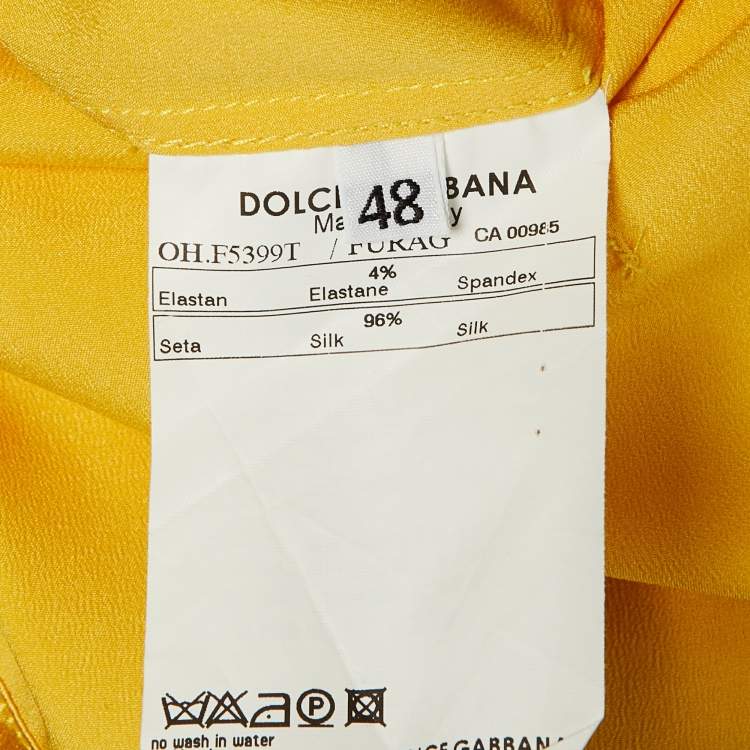 48
DOLC BANA
Ma y
OH.F5399T / FURAG CA 00985
4%
Elastan Elastane Spandex
96%
Seta Silk Silk
P
no wash in water
GABBANA